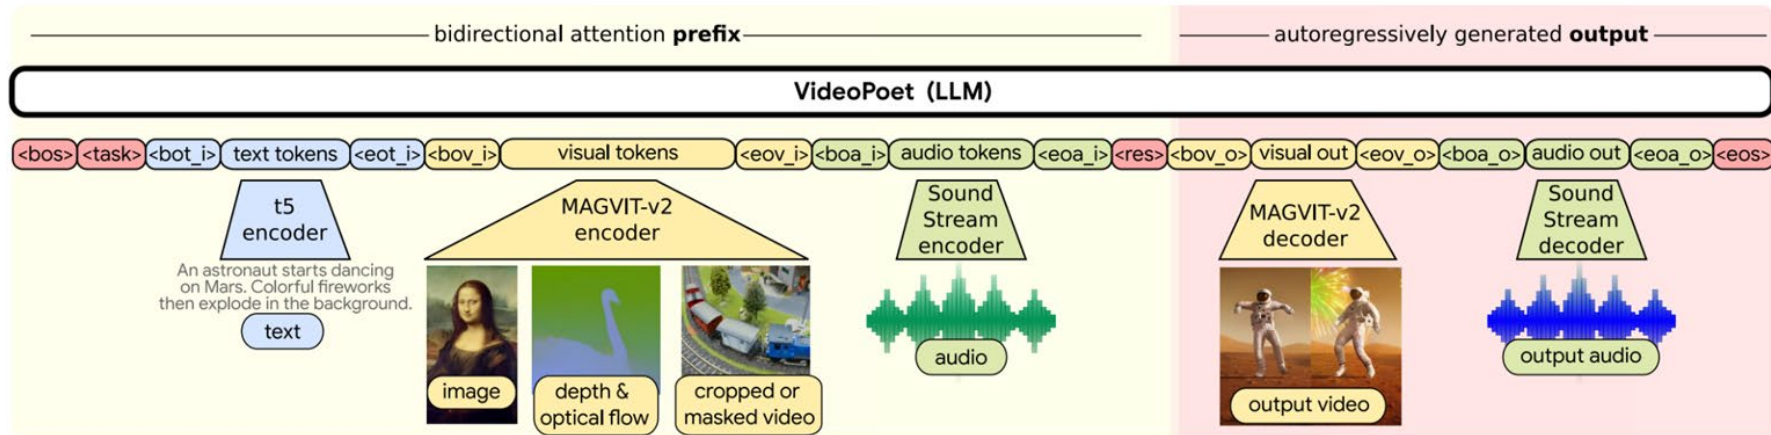 bidirectional attention prefix
autoregressively generated output
VideoPoet (LLM)
<bos> <task> <bot_i> text tokens <eot_i> <bov_i> visual tokens <eov_i> <boa_i> audio tokens <eoa_i> <res> <bov_o> visual out <eov_o> <boa_o> audio out <eoa_o> <eos>
t5
encoder
An astronaut starts dancing
on Mars. Colorful fireworks
then explode in the background.
text
MAGVIT-v2
encoder
image
depth &
optical flow
cropped or
masked video
Sound
Stream
encoder
audio
MAGVIT-v2
decoder
output video
Sound
Stream
decoder
output audio